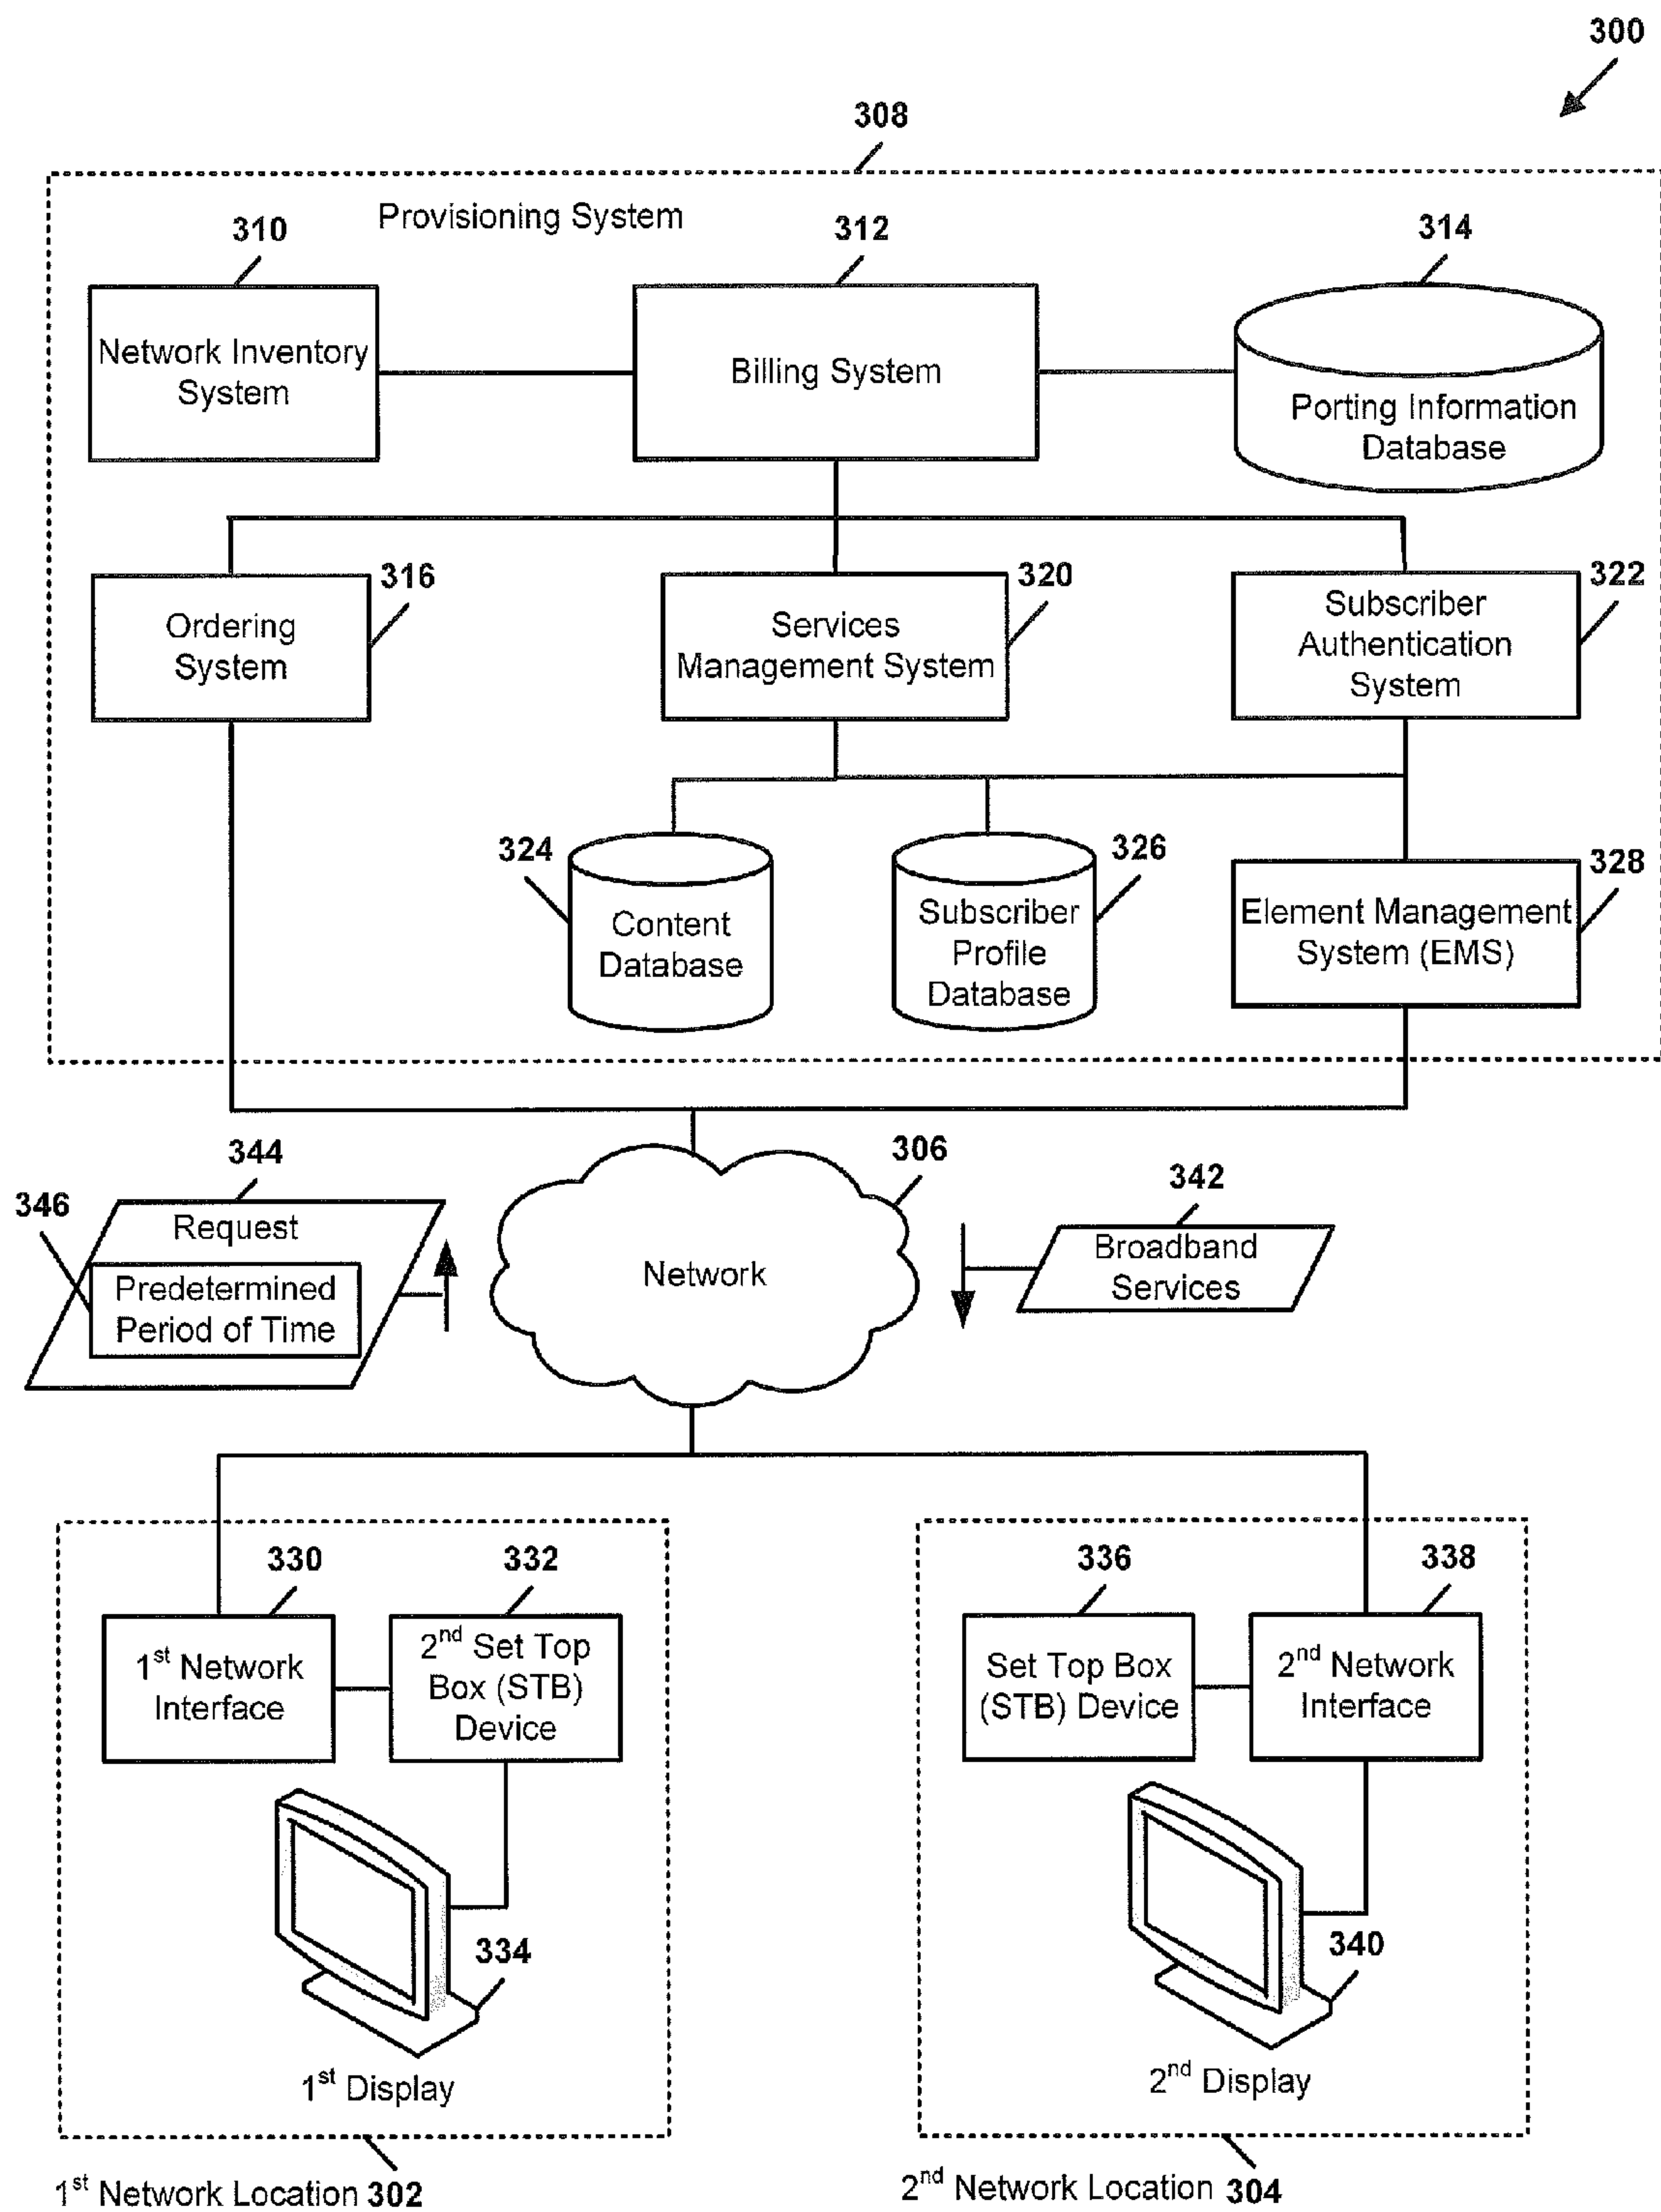 300
308
Provisioning System
310
312
314
Network Inventory
System
Billing System
Porting Information
Database
316
320
322
Ordering
System
Services
Management System
Subscriber
Authentication
System
324
326
328
Content
Database
Subscriber
Profile
Database
Element Management
System (EMS)
344
306
342
346
Request
Predetermined
Period of Time
Network
Broadband
Services
330
332
336
338
1st Network
Interface
2nd Set Top
Box (STB)
Device
Set Top Box
(STB) Device
2nd Network
Interface
334
340
1st Display
2nd Display
1st Network Location 302
2nd Network Location 304